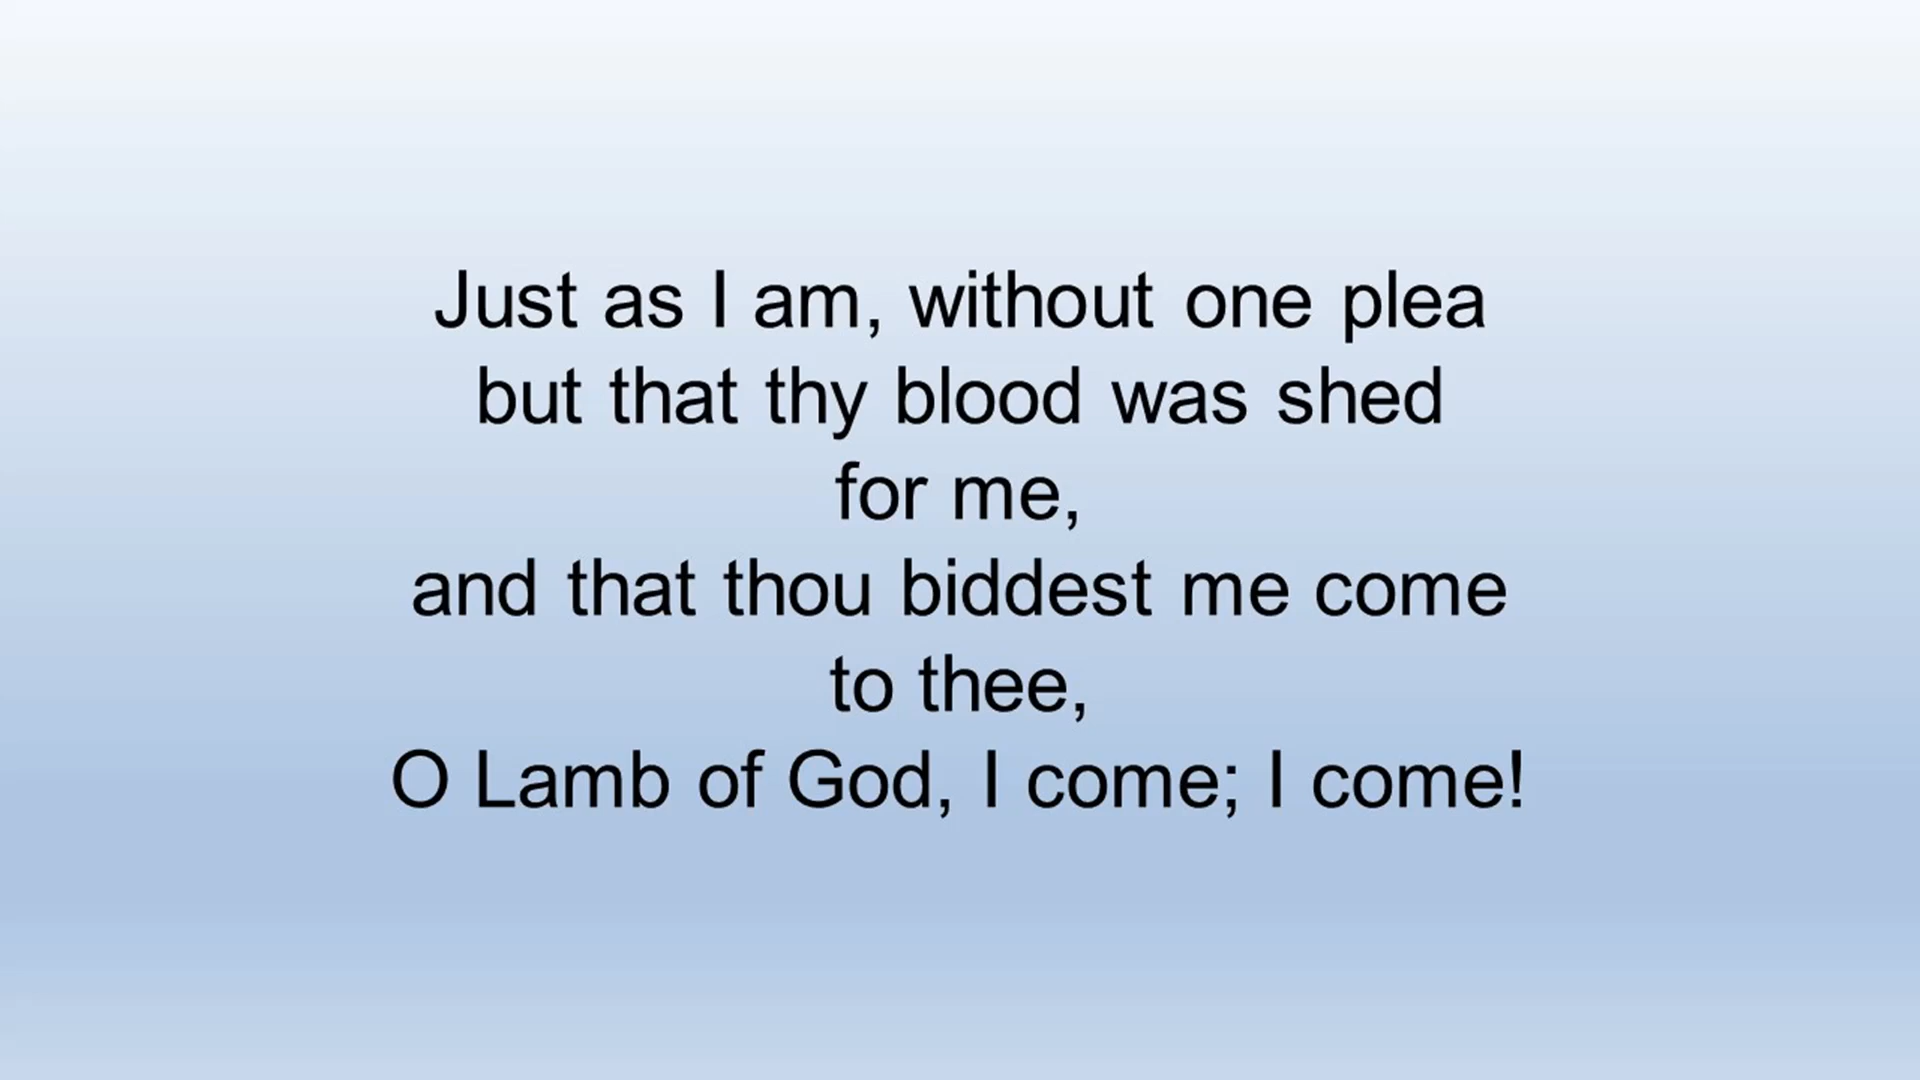 Just as I am, without one plea
but that thy blood was shed
for me,
and that thou biddest me come
to thee,
O Lamb of God, I come; I come!